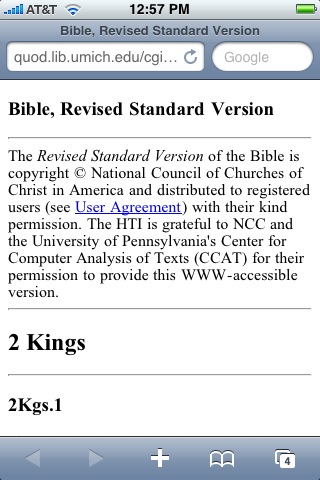 AT&T 12:57 PM
Bible, Revised Standard Version
quod.lib.umich.edu/cgi... Google
Bible, Revised Standard Version
The Revised Standard Version of the Bible is
copyright © National Council of Churches of
Christ in America and distributed to registered
users (see User Agreement) with their kind
permission. The HTI is grateful to NCC and
the University of Pennsylvania's Center for
Computer Analysis of Texts (CCAT) for their
permission to provide this WWW-accessible
version.
2 Kings
2Kgs.1
4